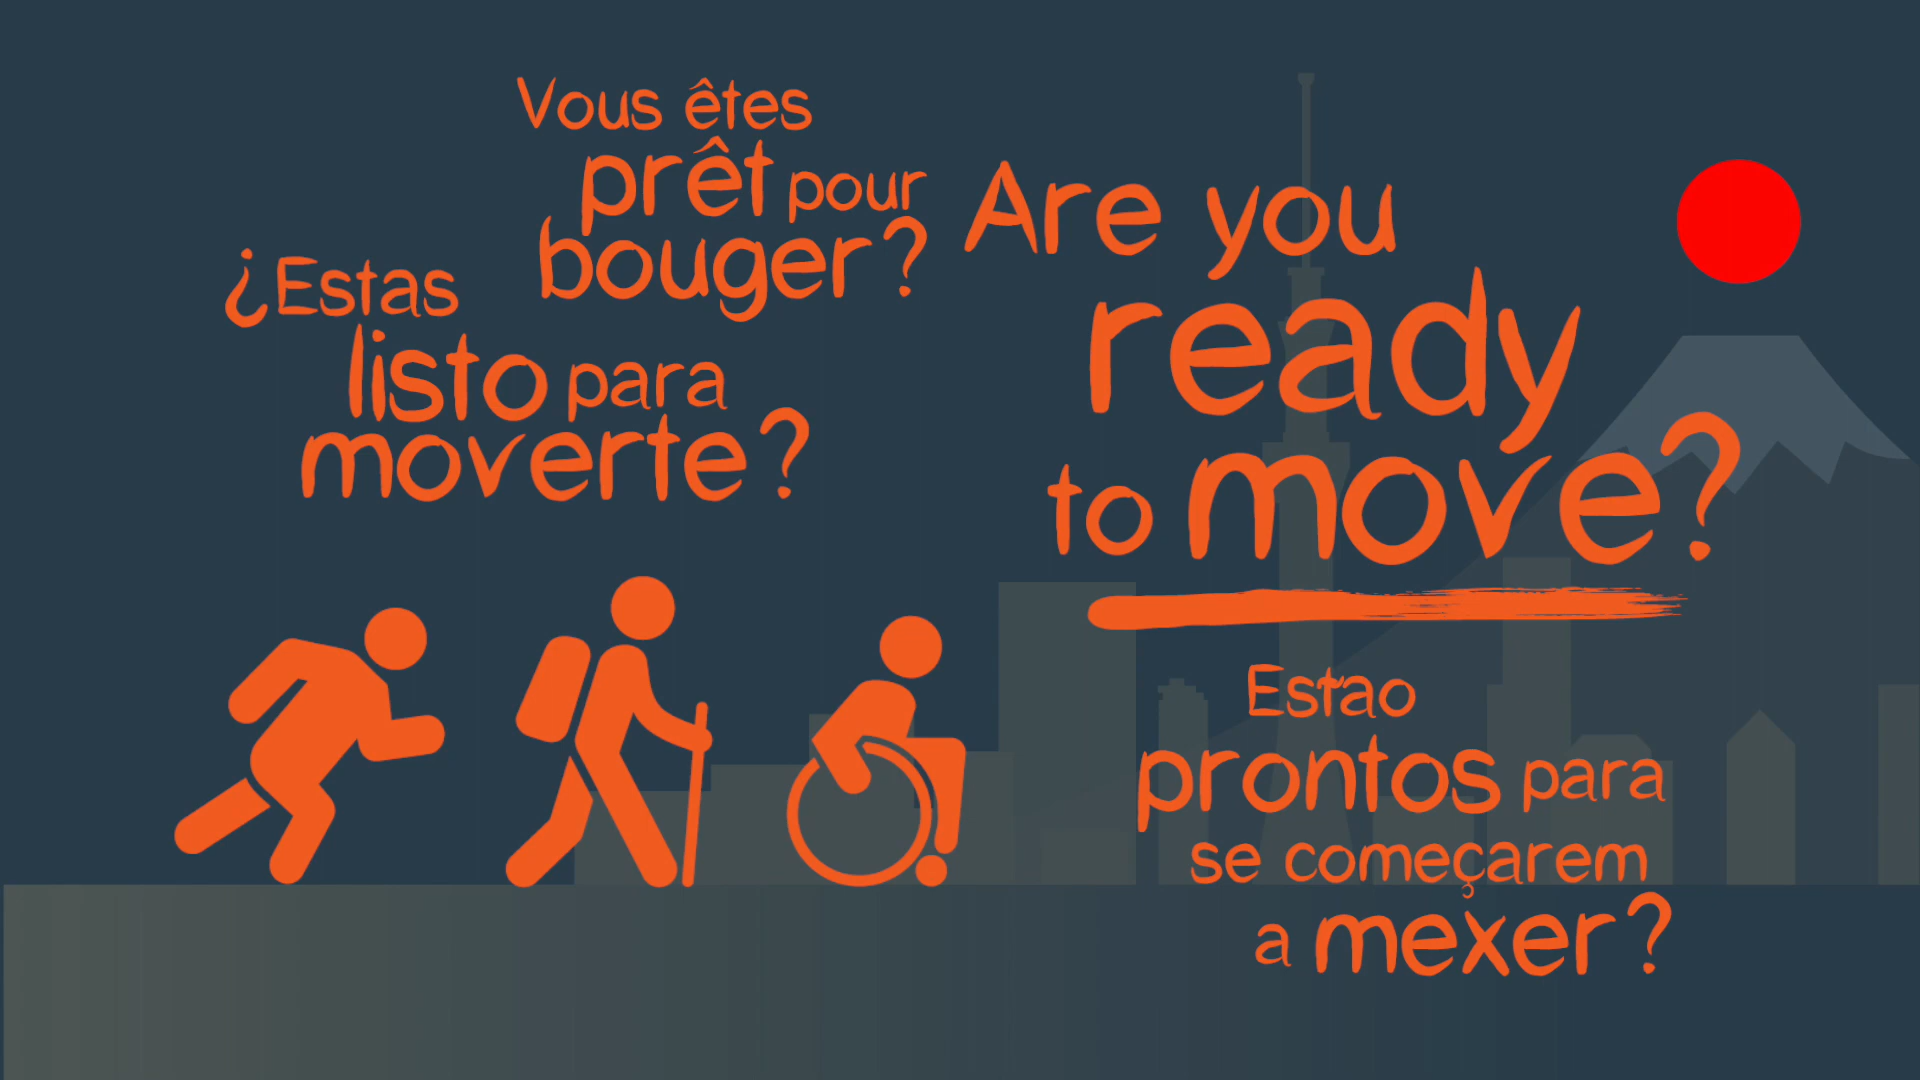 Vous êtes
prêt pour
bouger?
¿Estas
listo para
moverte?
Are you
ready
to move?
Estao
prontos para
se começarem
a mexer?